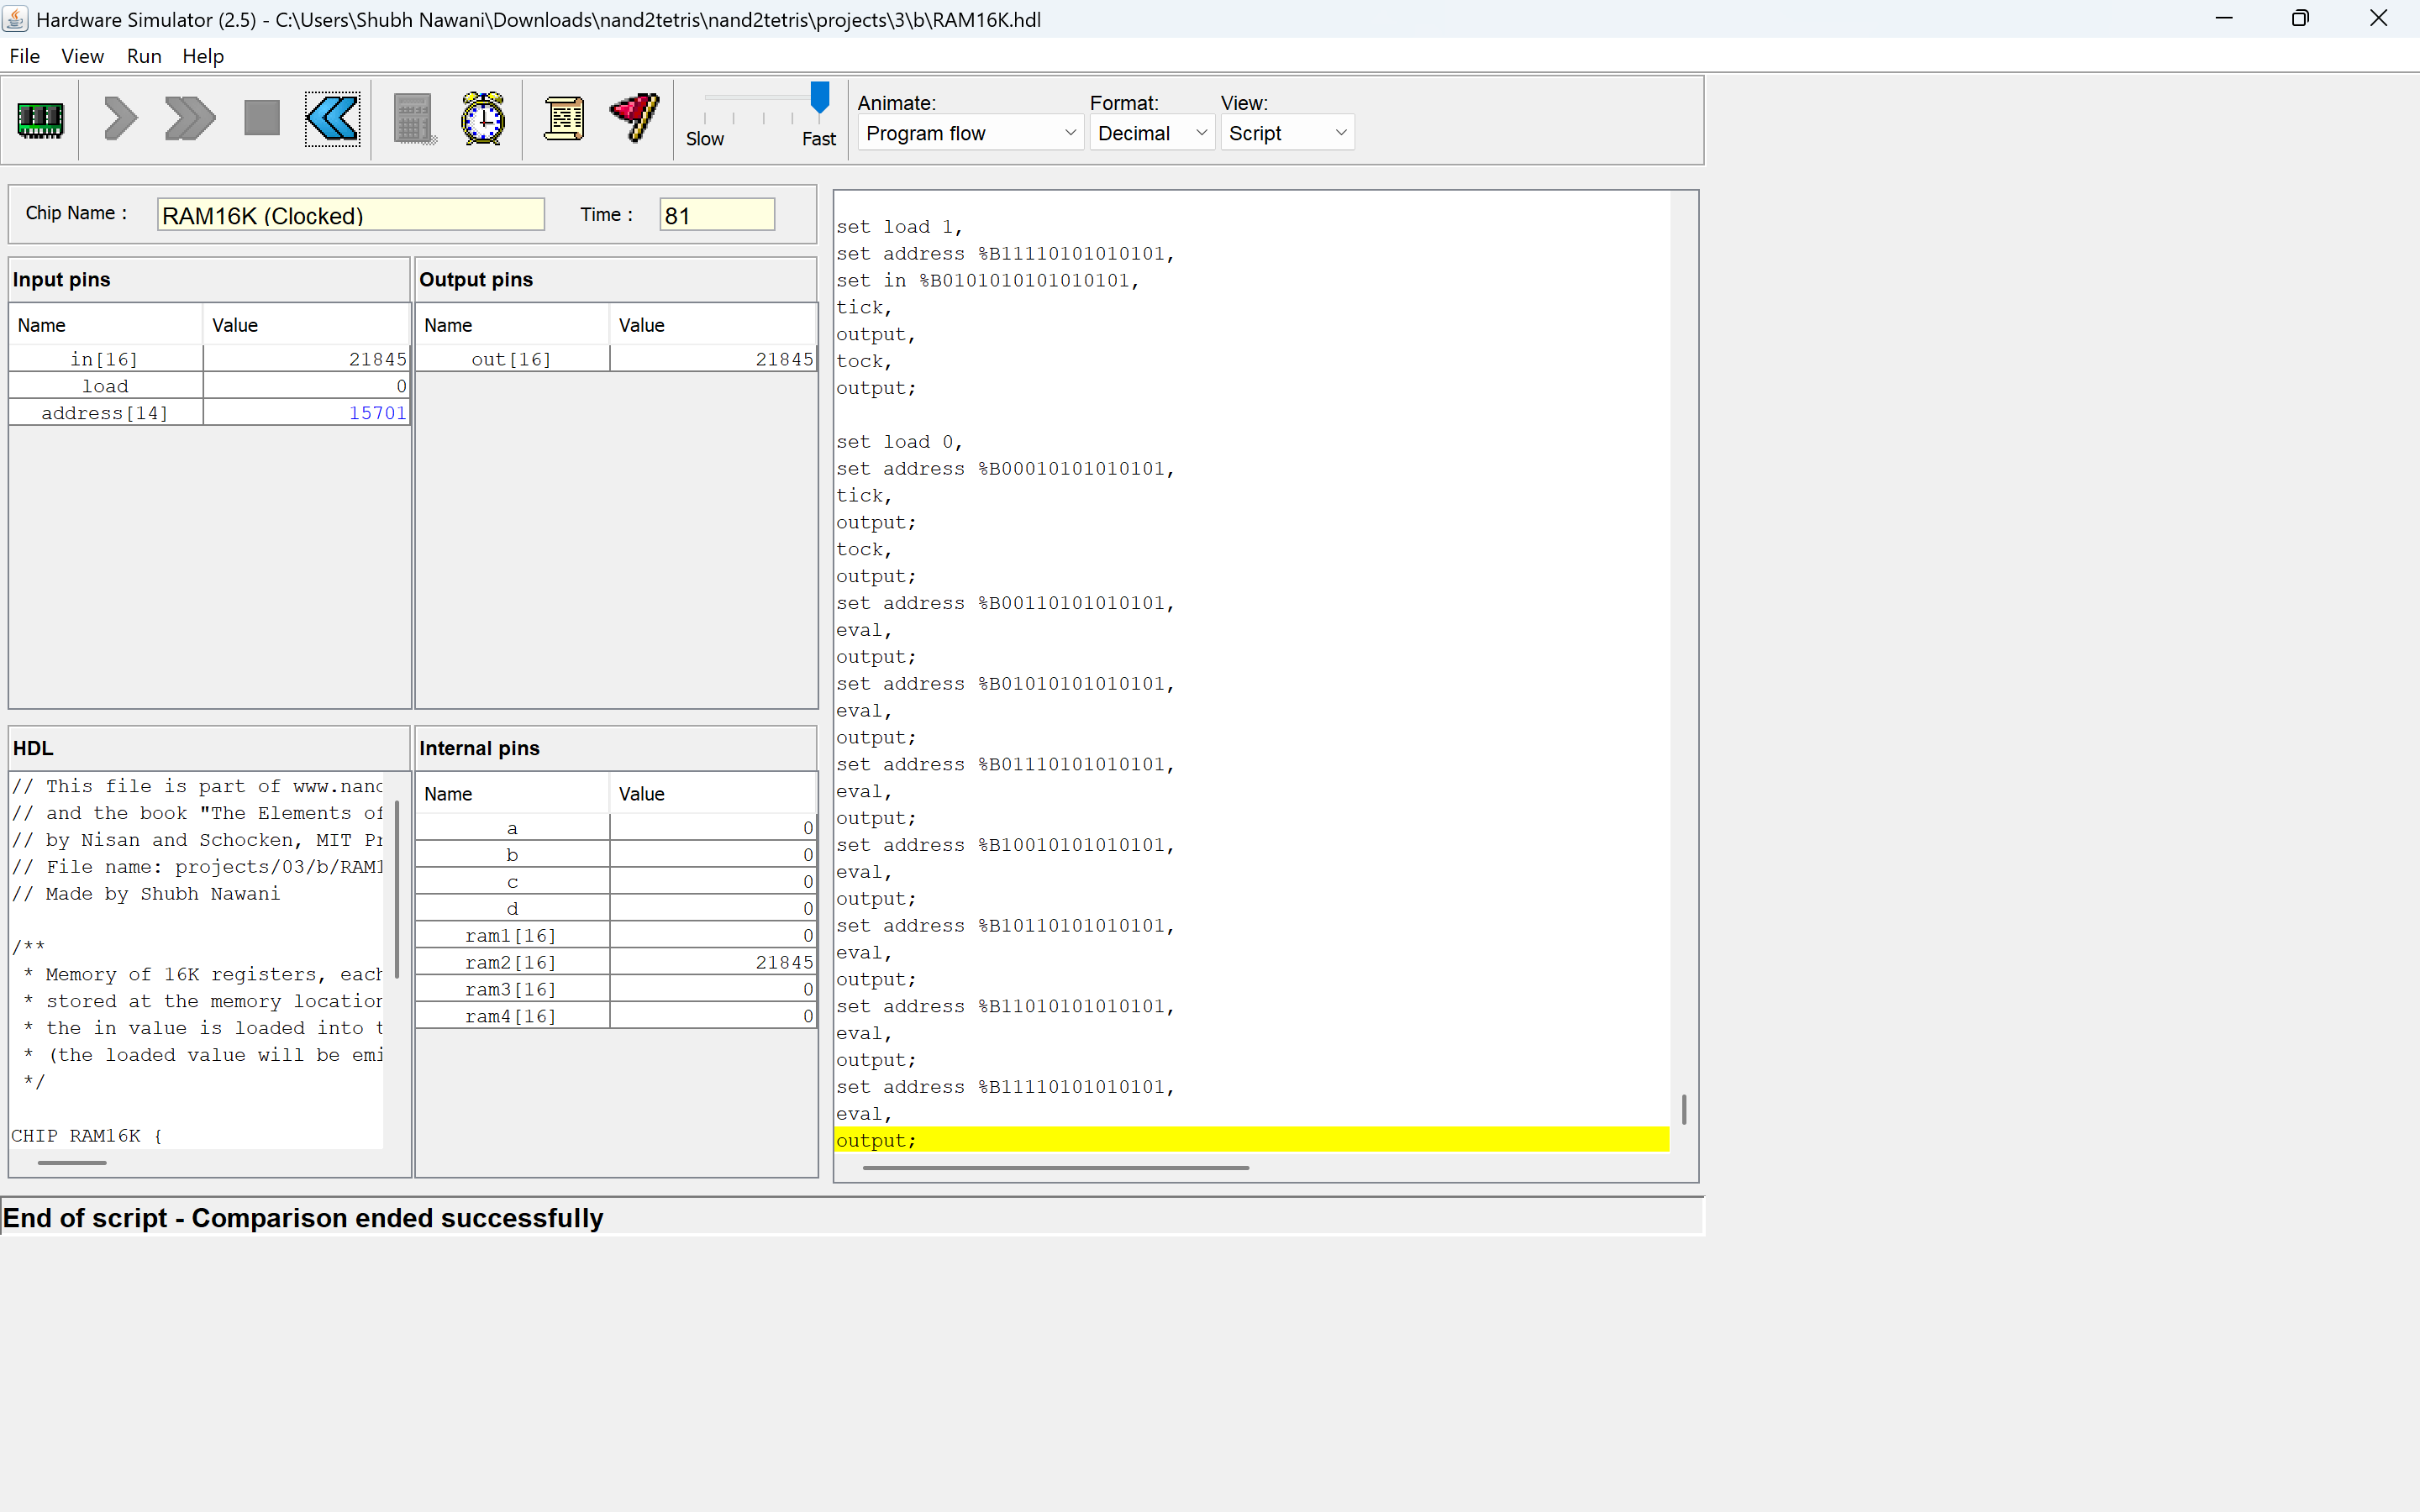 Hardware Simulator (2.5) - C:\Users\Shubh Nawani\Downloads\nand2tetris\nand2tetris\projects\3\b\RAM16K.hdl
File View Run Help
Slow Fast
Animate: Format: View:
Program flow Decimal Script
Chip Name : RAM16K (Clocked) Time : 81
Input pins
Name Value
in[16] 21845
load 0
address[14] 15701
Output pins
Name Value
out[16] 21845
HDL
// This file is part of www.nand
// and the book "The Elements of
// by Nisan and Schocken, MIT Pr
// File name: projects/03/b/RAM1
// Made by Shubh Nawani
/**
* Memory of 16K registers, each
* stored at the memory location
* the in value is loaded into t
* (the loaded value will be emi
*/
CHIP RAM16K {
Internal pins
Name Value
a 0
b 0
c 0
d 0
ram1[16] 0
ram2[16] 21845
ram3[16] 0
ram4[16] 0
set load 1,
set address %B11110101010101,
set in %B0101010101010101,
tick,
output,
tock,
output;
set load 0,
set address %B00010101010101,
tick,
output;
tock,
output;
set address %B00110101010101,
eval,
output;
set address %B01010101010101,
eval,
output;
set address %B01110101010101,
eval,
output;
set address %B10010101010101,
eval,
output;
set address %B10110101010101,
eval,
output;
set address %B11010101010101,
eval,
output;
set address %B11110101010101,
eval,
output;
End of script - Comparison ended successfully